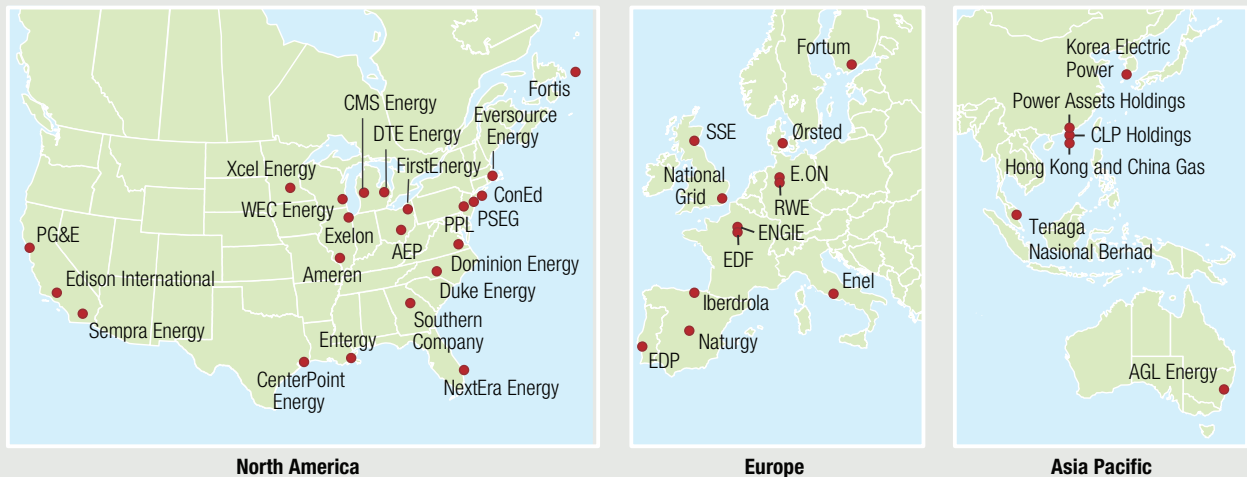 Fortis
CMS Energy
Eversource
Energy
DTE Energy
Xcel Energy
FirstEnergy
ConEd
WEC Energy
PSEG
PPL
Exelon
PG&E
AEP
Ameren
Dominion Energy
Edison International
Duke Energy
Sempra Energy
Entergy
Southern
Company
CenterPoint
Energy
NextEra Energy
North America
Fortum
SSE
Ørsted
National
Grid
E.ON
RWE
ENGIE
EDF
Enel
Iberdrola
Naturgy
EDP
Europe
Korea Electric
Power
Power Assets Holdings
CLP Holdings
Hong Kong and China Gas
Tenaga
Nasional Berhad
AGL Energy
Asia Pacific